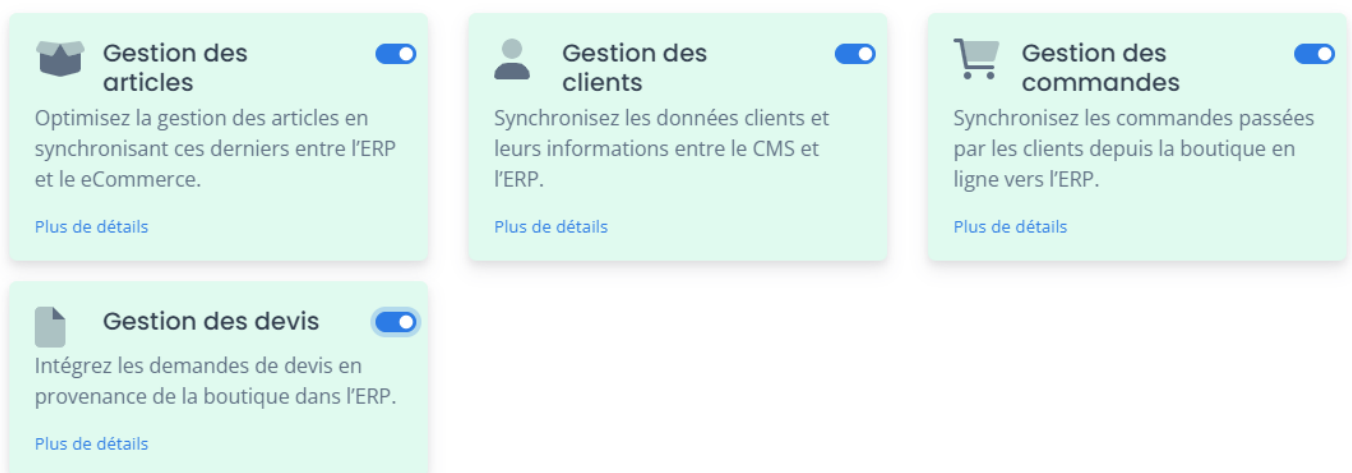 Gestion des
articles
Optimisez la gestion des articles en
synchronisant ces derniers entre l’ERP
et le eCommerce.
Plus de détails
Gestion des
clients
Synchronisez les données clients et
leurs informations entre le CMS et
l’ERP.
Plus de détails
Gestion des
commandes
Synchronisez les commandes passées
par les clients depuis la boutique en
ligne vers l’ERP.
Plus de détails
Gestion des devis
Intégrez les demandes de devis en
provenance de la boutique dans l’ERP.
Plus de détails